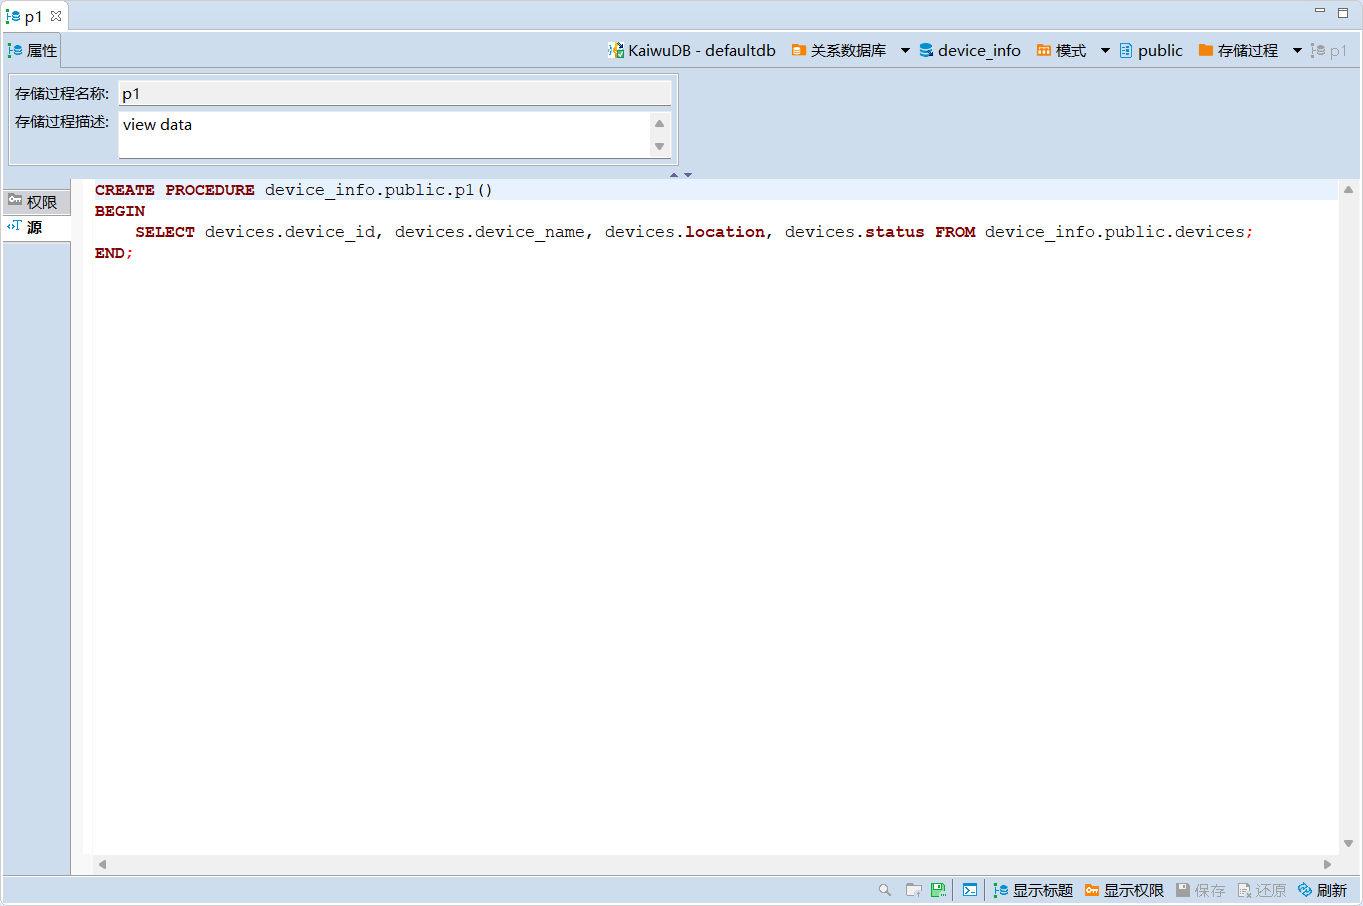 p1
属性 KaiwuDB - defaultdb 关系数据库 device_info 模式 public 存储过程 p1
存储过程名称: p1
存储过程描述: view data
权限
源
CREATE PROCEDURE device_info.public.p1()
BEGIN
    SELECT devices.device_id, devices.device_name, devices.location, devices.status FROM device_info.public.devices;
END;
显示标题 显示权限 保存 还原 刷新